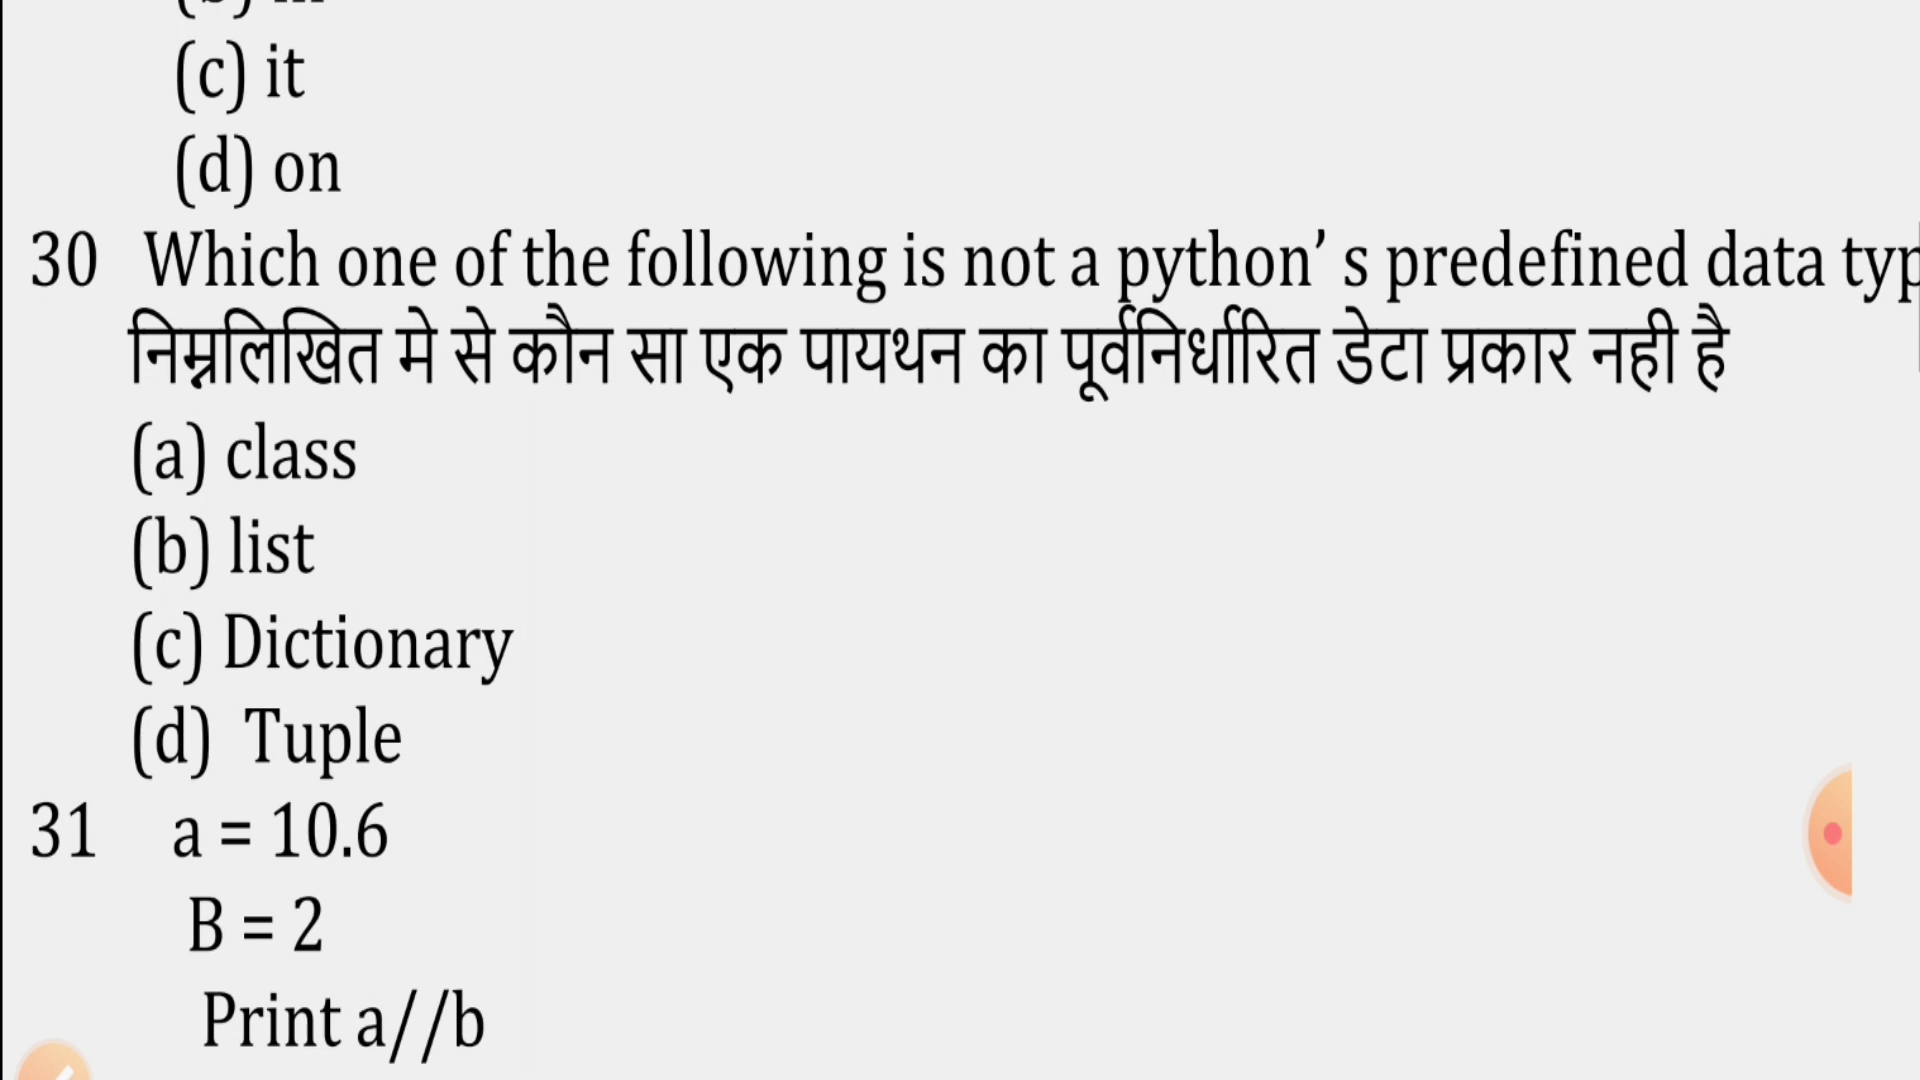 (c) it
(d) on
30 Which one of the following is not a python’ s predefined data typ
निम्नलिखित मे से कौन सा एक पायथन का पूर्वनिर्धारित डेटा प्रकार नही है
(a) class
(b) list
(c) Dictionary
(d) Tuple
31 a = 10.6
B = 2
Print a//b